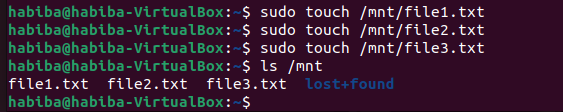 habiba@habiba-VirtualBox:~$ sudo touch /mnt/file1.txt
habiba@habiba-VirtualBox:~$ sudo touch /mnt/file2.txt
habiba@habiba-VirtualBox:~$ sudo touch /mnt/file3.txt
habiba@habiba-VirtualBox:~$ ls /mnt
file1.txt  file2.txt  file3.txt  lost+found
habiba@habiba-VirtualBox:~$